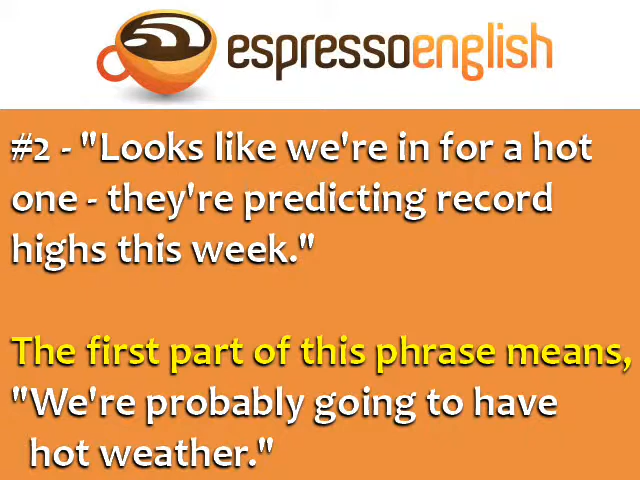 espressoenglish
#2 - "Looks like we're in for a hot
one - they're predicting record
highs this week."
The first part of this phrase means,
"We're probably going to have
hot weather."